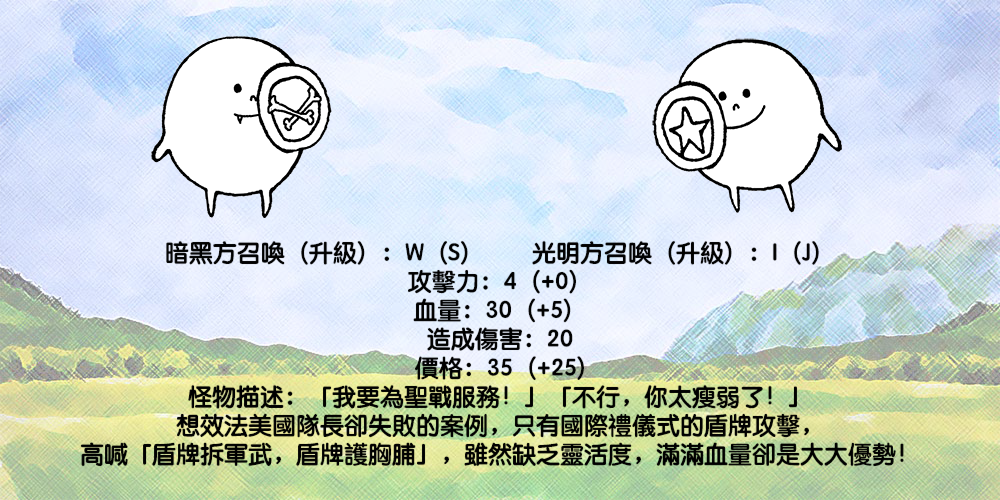 暗黑方召喚（升級）：W（S）　　光明方召喚（升級）：I（J）
攻擊力：4（+0）
血量：30（+5）
造成傷害：20
價格：35（+25）
怪物描述：「我要為聖戰服務！」「不行，你太瘦弱了！」
想效法美國隊長卻失敗的案例，只有國際禮儀式的盾牌攻擊，
高喊「盾牌拆軍武，盾牌護胸脯」，雖然缺乏靈活度，滿滿血量卻是大大優勢！